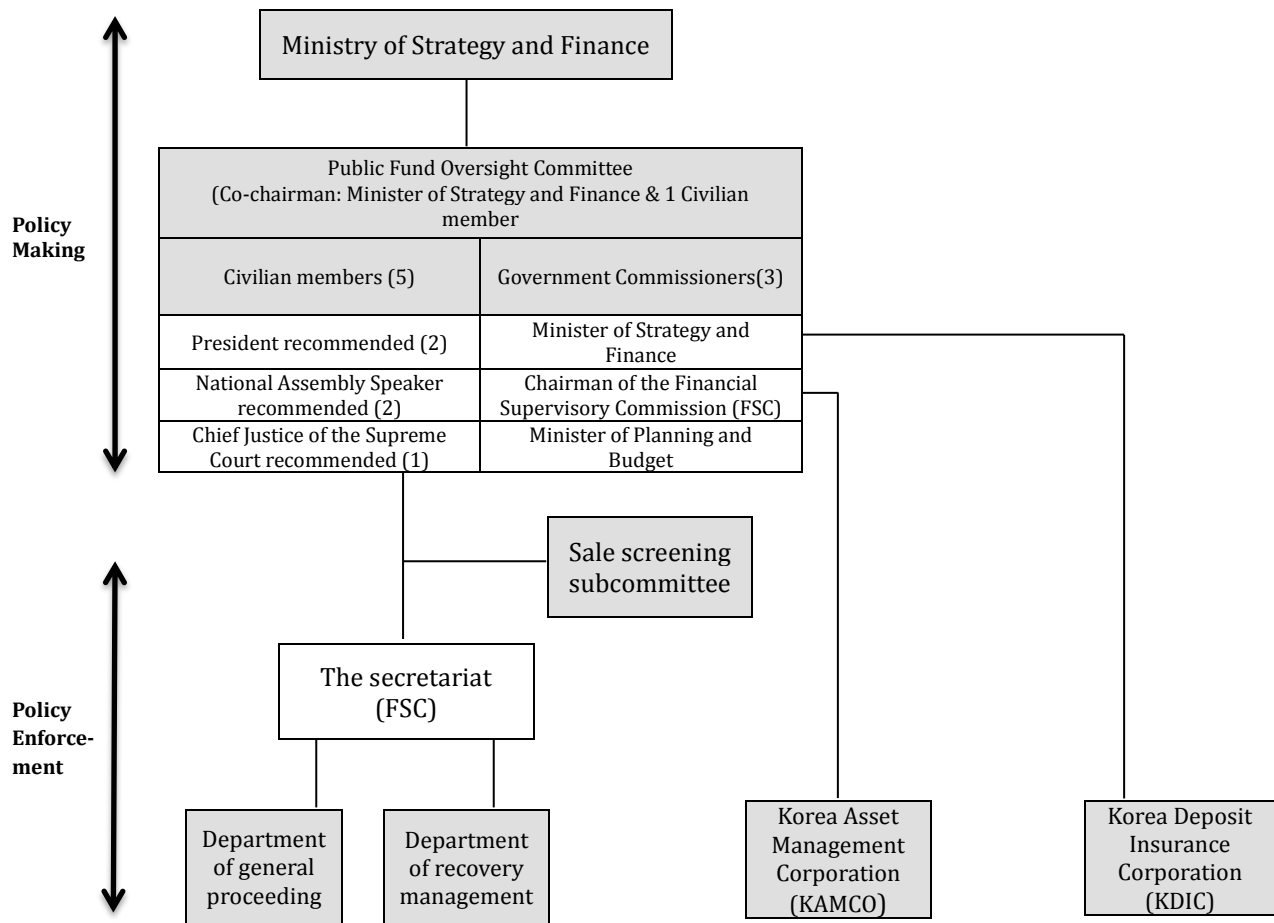 Ministry of Strategy and Finance
Public Fund Oversight Committee
(Co-chairman: Minister of Strategy and Finance & 1 Civilian
member
Policy
Making
Civilian members (5)
Government Commissioners(3)
President recommended (2)
Minister of Strategy and
Finance
National Assembly Speaker
recommended (2)
Chairman of the Financial
Supervisory Commission (FSC)
Chief Justice of the Supreme
Court recommended (1)
Minister of Planning and
Budget
Sale screening
subcommittee
The secretariat
(FSC)
Policy
Enforce-
ment
Department
of general
proceeding
Department
of recovery
management
Korea Asset
Management
Corporation
(KAMCO)
Korea Deposit
Insurance
Corporation
(KDIC)